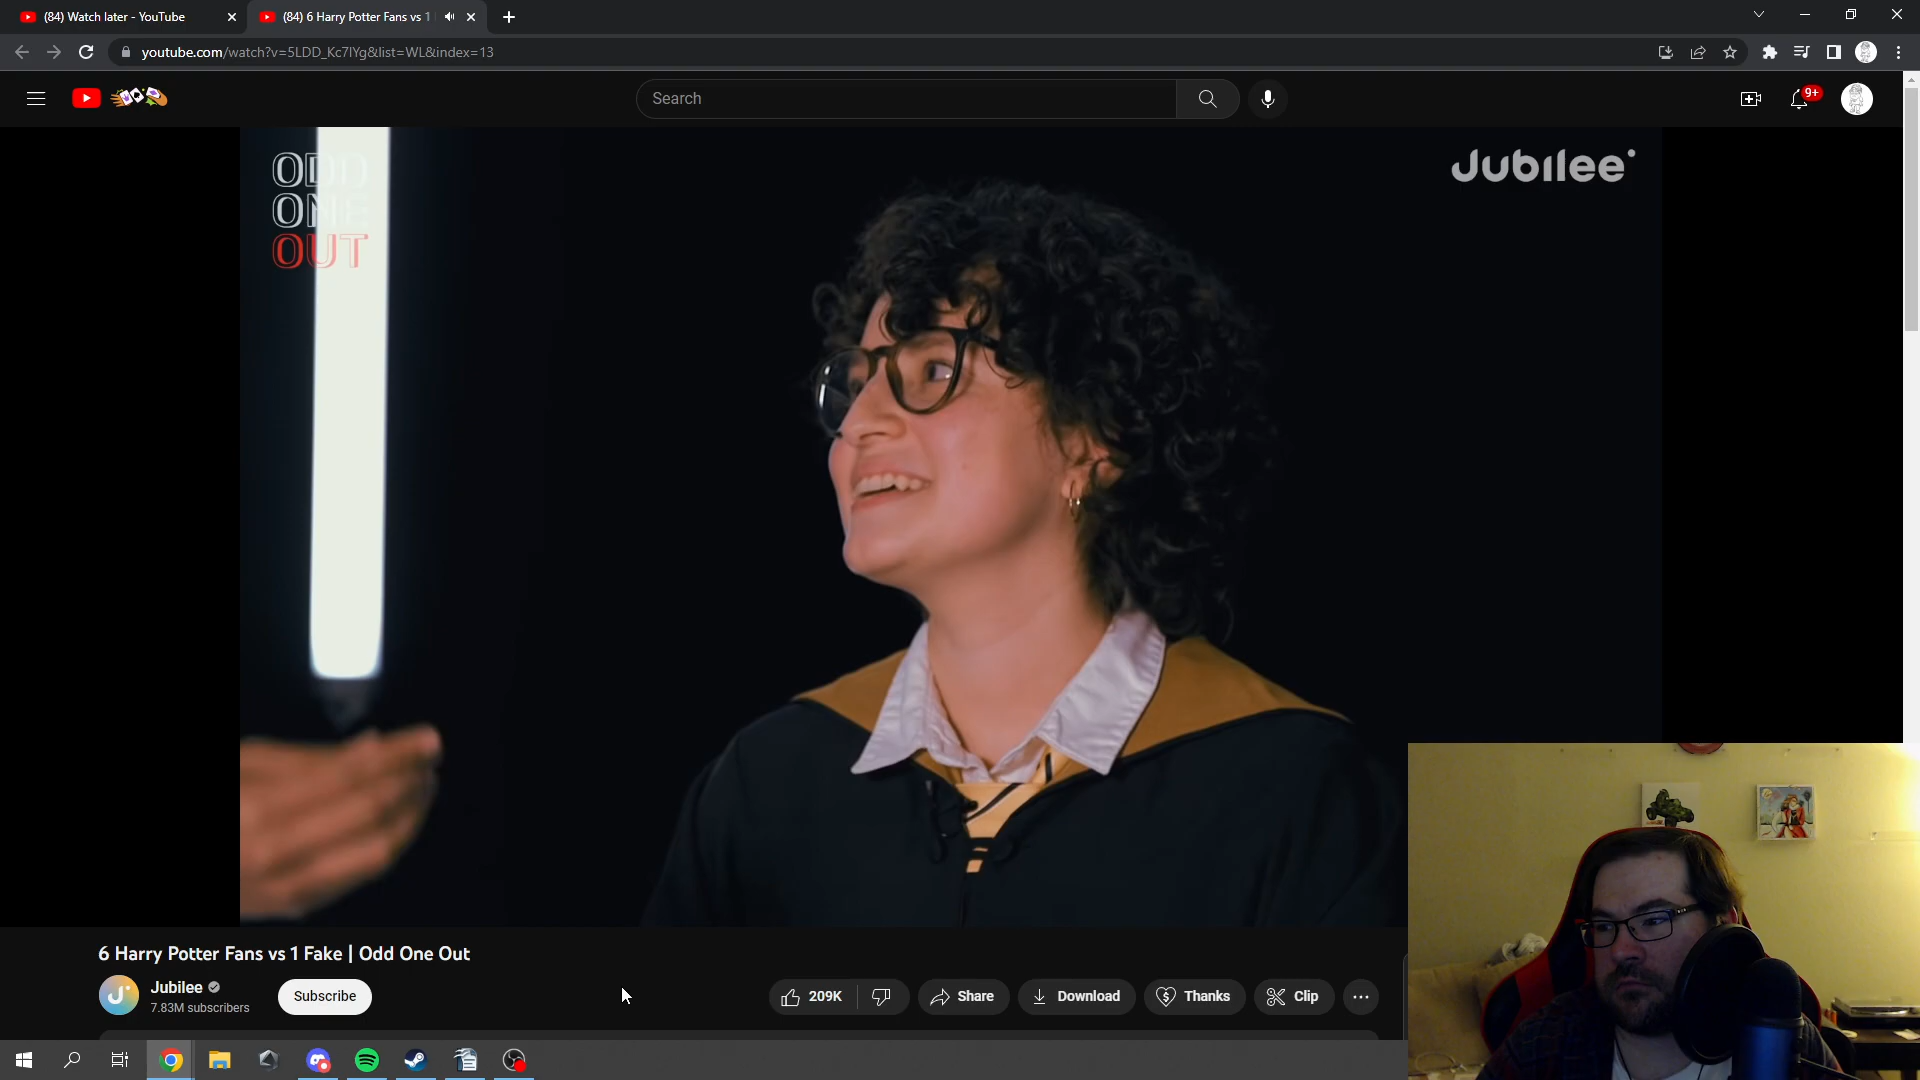 (84) Watch later - YouTube
(84) 6 Harry Potter Fans vs 1
youtube.com/watch?v=5LDD_Kc7lYg&list=WL&index=13
Search
9+
ODD
ONE
OUT
Jubilee
6 Harry Potter Fans vs 1 Fake | Odd One Out
Jubilee
7.83M subscribers
Subscribe
209K
Share
Download
Thanks
Clip